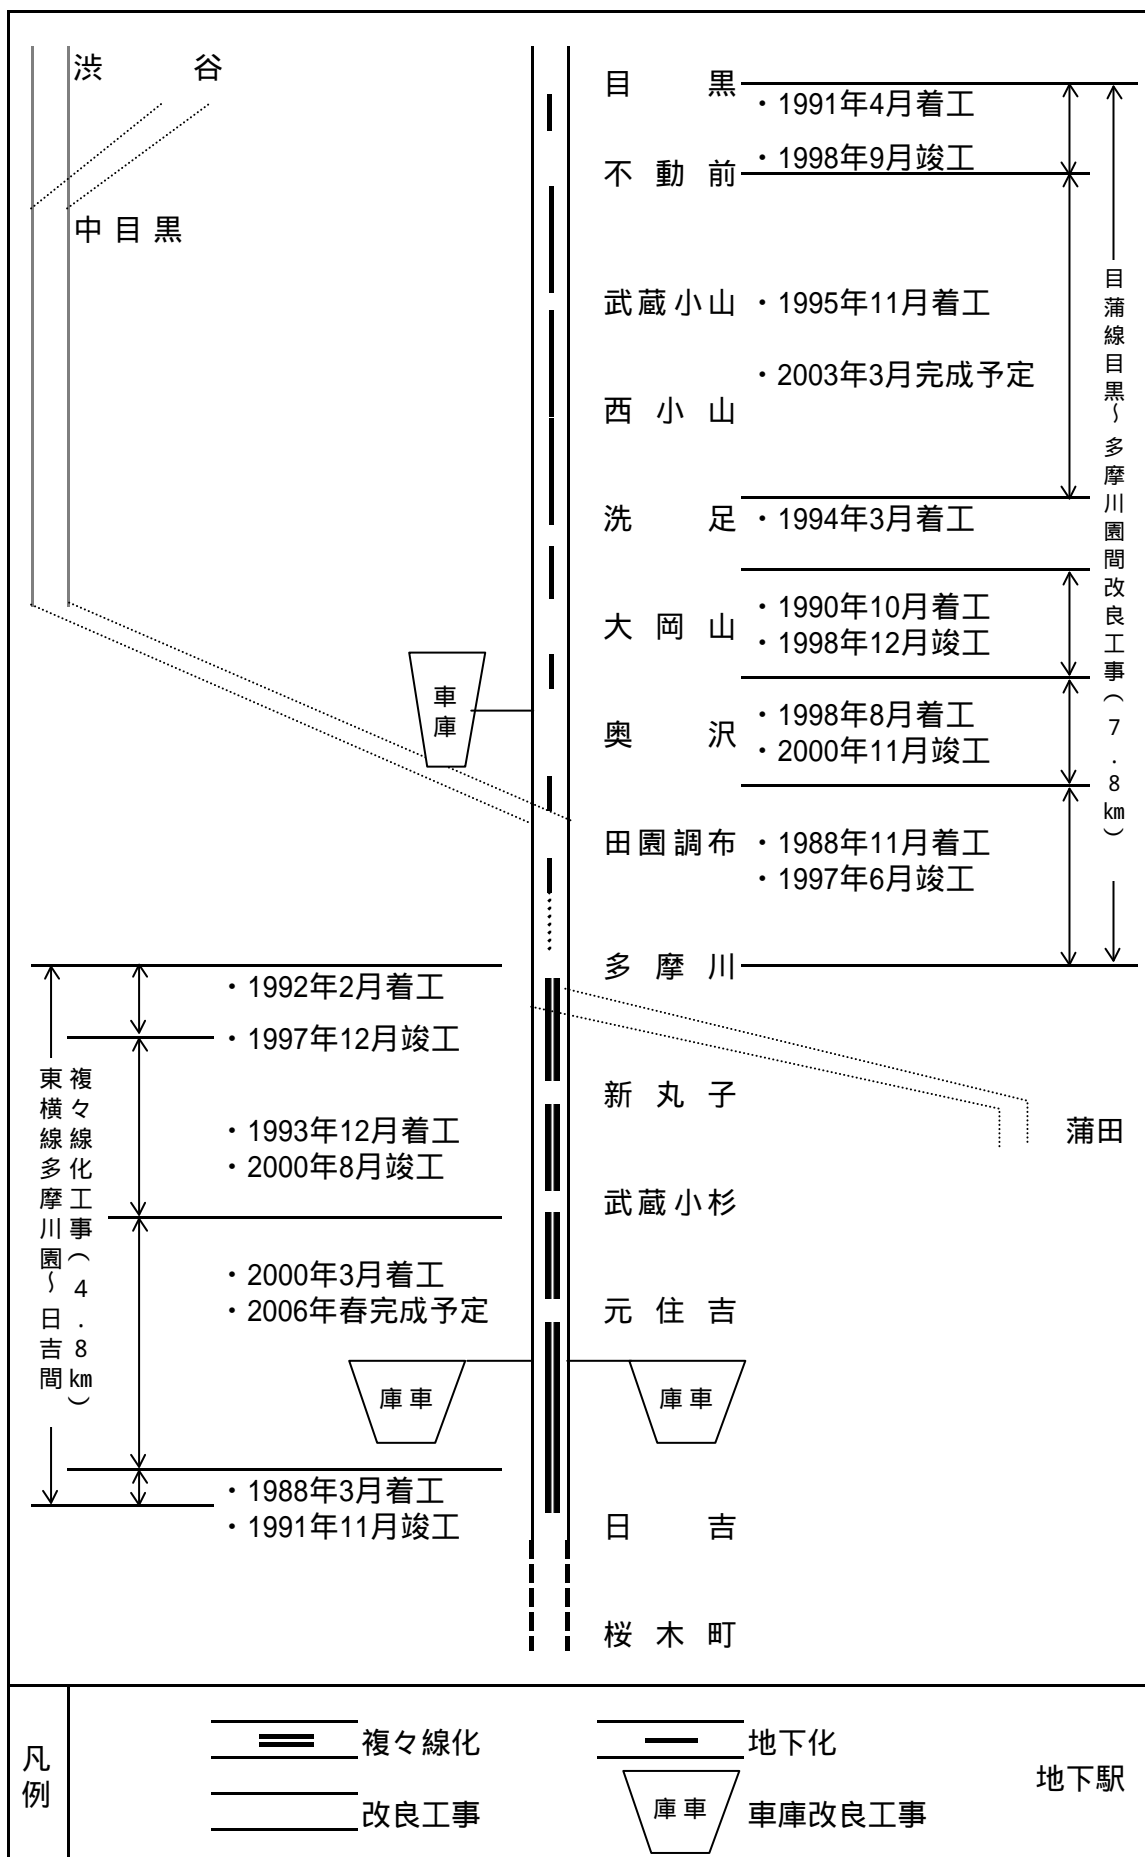 渋谷
中目黒
目黒
・1991年4月着工
・1998年9月竣工
不動前
武蔵小山
・1995年11月着工
・2003年3月完成予定
西小山
洗足
・1994年3月着工
大岡山
・1990年10月着工
・1998年12月竣工
奥沢
・1998年8月着工
・2000年11月竣工
田園調布
・1988年11月着工
・1997年6月竣工
多摩川
目蒲線目黒～多摩川園間改良工事(7.8㎞)
車庫
・1992年2月着工
・1997年12月竣工
新丸子
蒲田
・1993年12月着工
・2000年8月竣工
武蔵小杉
・2000年3月着工
・2006年春完成予定
元住吉
庫車
庫車
・1988年3月着工
・1991年11月竣工
日吉
桜木町
東横線多摩川園～日吉間
複々線化工事(4.8㎞)
凡例
複々線化
地下化
改良工事
庫車
車庫改良工事
地下駅